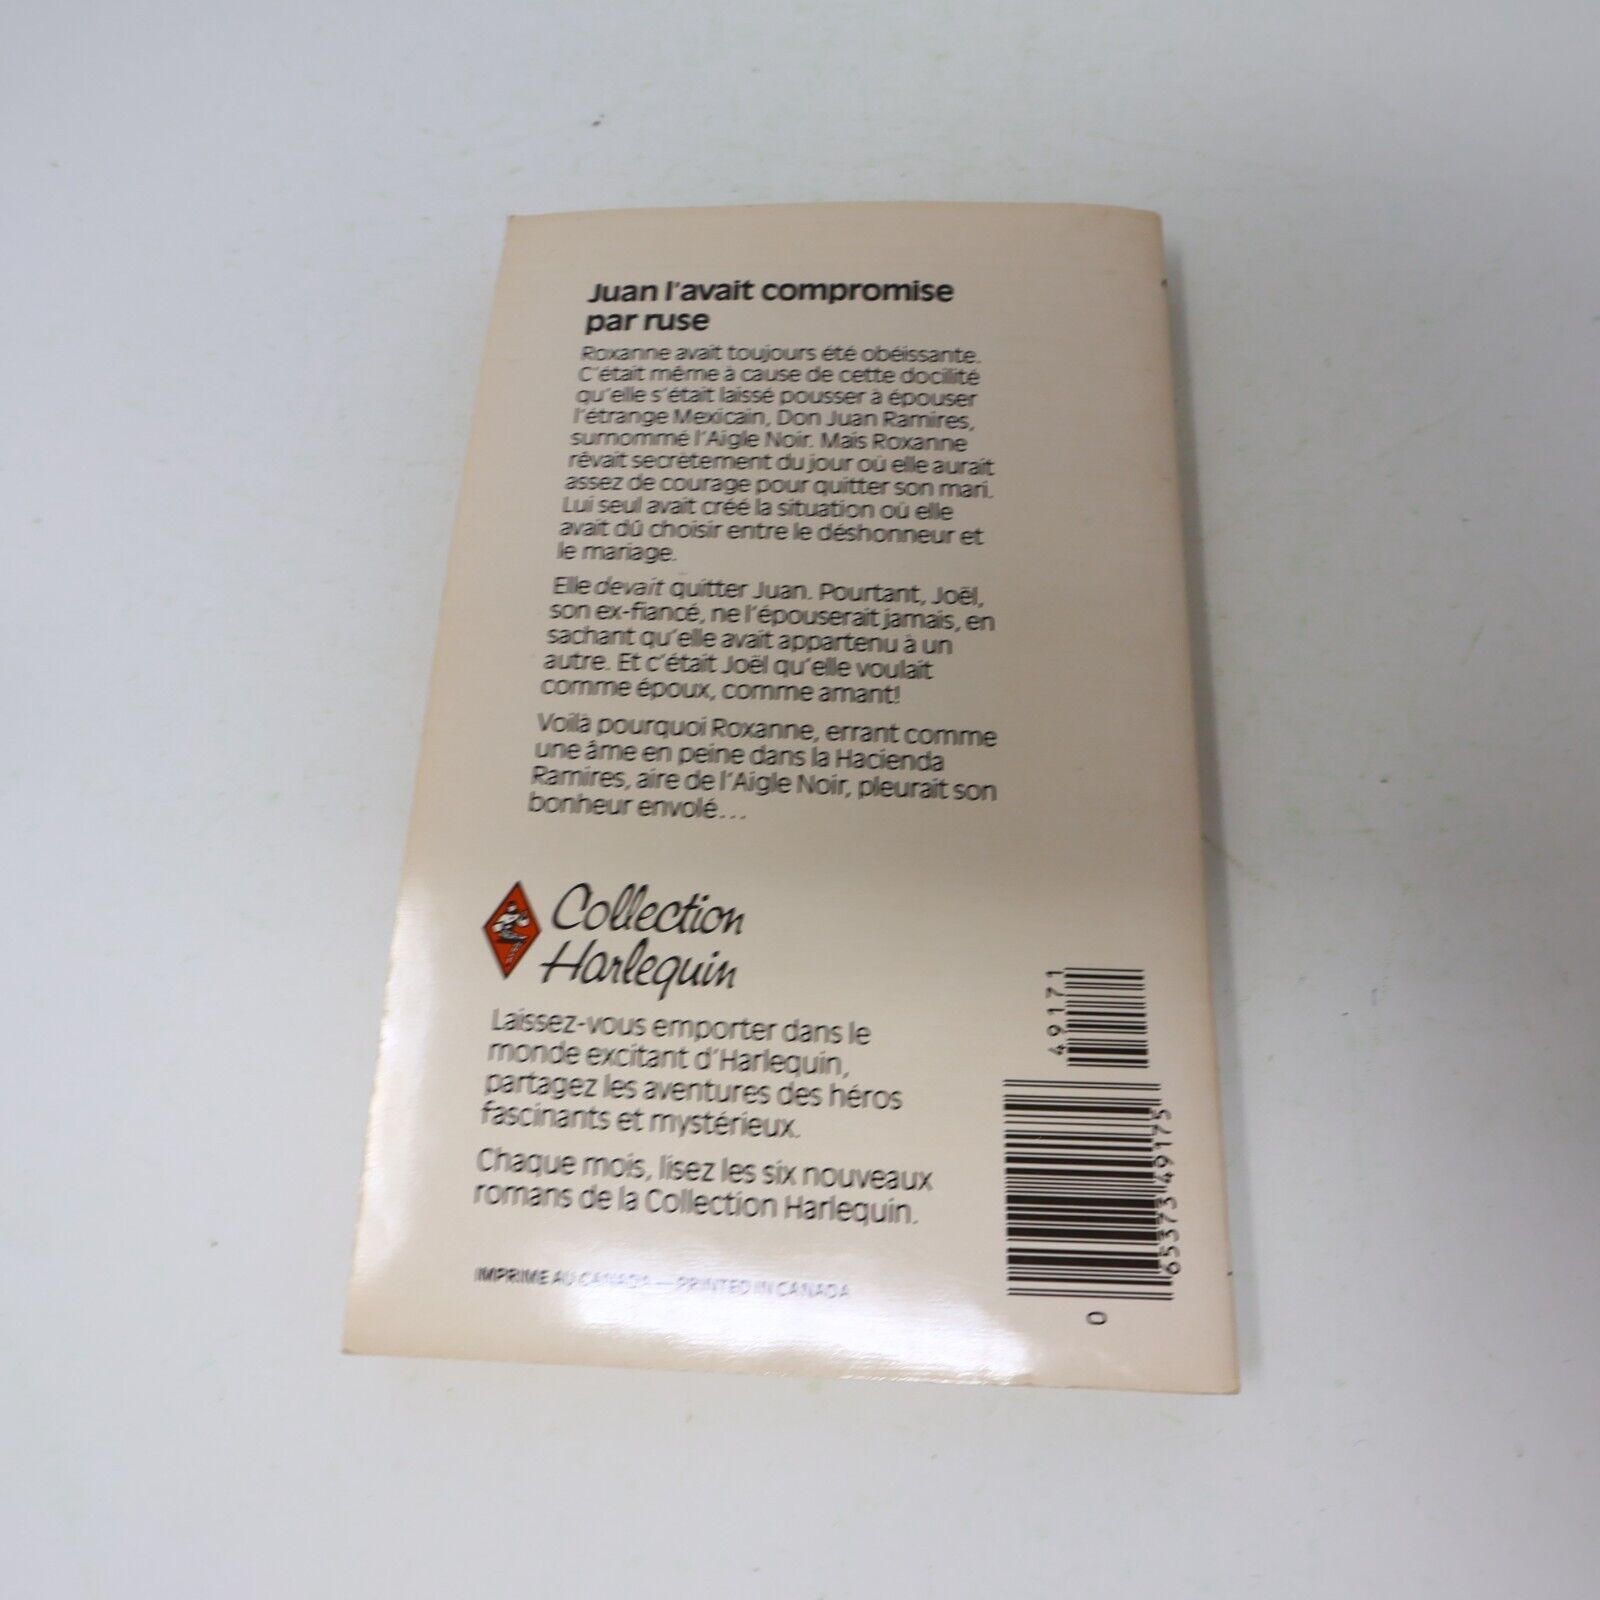 Juan l'avait compromise
par ruse
Roxanne avait toujours été obéissante.
C'était même à cause de cette docilité
qu'elle s'était laissé pousser à épouser
l'étrange Mexicain, Don Juan Ramires,
surnommé l'Aigle Noir. Mais Roxanne
rêvait secrètement du jour où elle aurait
assez de courage pour quitter son mari.
Lui seul avait créé la situation où elle
avait dû choisir entre le déshonneur et
le mariage.
Elle devait quitter Juan. Pourtant, Joël,
son ex-fiancé, ne l'épouserait jamais, en
sachant qu'elle avait appartenu à un
autre. Et c'était Joël qu'elle voulait
comme époux, comme amant!
Voilà pourquoi Roxanne, errant comme
une âme en peine dans la Hacienda
Ramires, aire de l'Aigle Noir, pleurait son
bonheur envolé...
Collection
Harlequin
Laissez-vous emporter dans le
monde excitant d'Harlequin,
partagez les aventures des héros
fascinants et mystérieux.
Chaque mois, lisez les six nouveaux
romans de la Collection Harlequin.
IMPRIME AU CANADA — PRINTED IN CANADA
49171
65373 49175
0